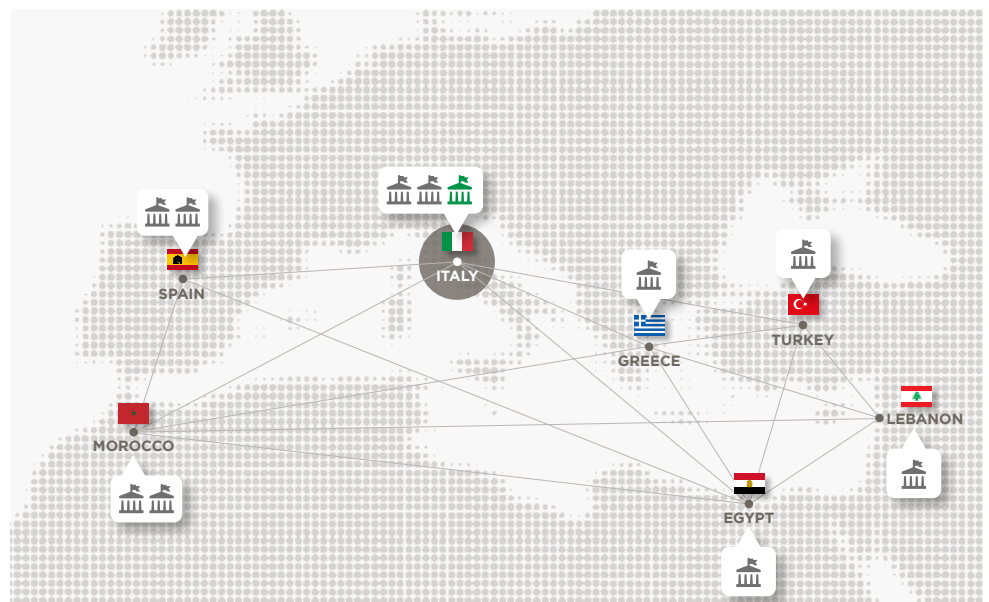 ITALY
SPAIN
TURKEY
GREECE
LEBANON
MOROCCO
EGYPT